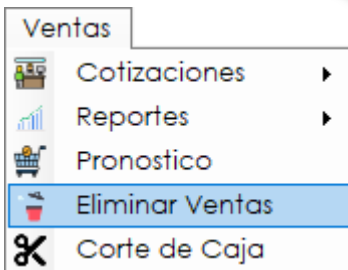 Ventas
Cotizaciones
Reportes
Pronostico
Eliminar Ventas
Corte de Caja